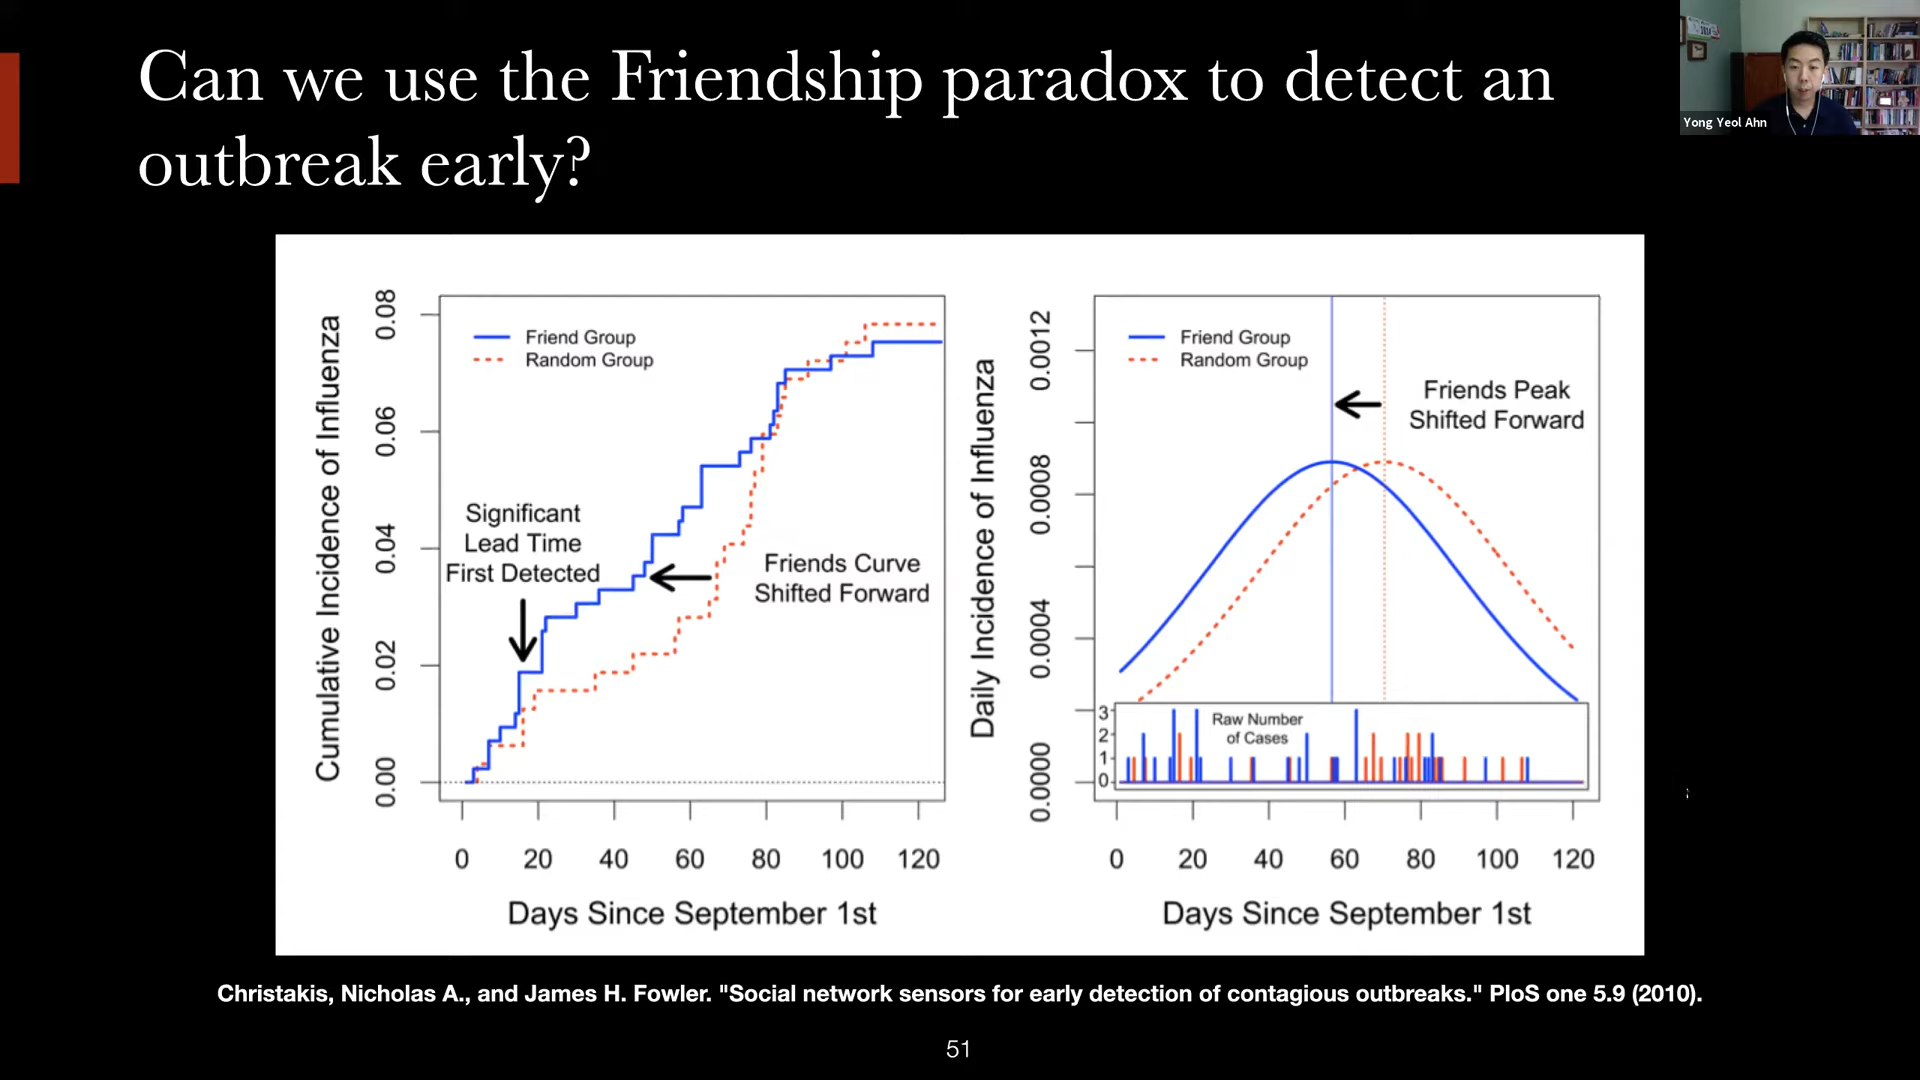 Can we use the Friendship paradox to detect an
outbreak early?
Yong Yeol Ahn
Cumulative Incidence of Influenza
0.00 0.02 0.04 0.06 0.08
Friend Group
Random Group
Significant
Lead Time
First Detected
Friends Curve
Shifted Forward
0 20 40 60 80 100 120
Days Since September 1st
Daily Incidence of Influenza
0.0000 0.0004 0.0008 0.0012
Friend Group
Random Group
Friends Peak
Shifted Forward
3
2
1
0
Raw Number
of Cases
0 20 40 60 80 100 120
Days Since September 1st
Christakis, Nicholas A., and James H. Fowler. "Social network sensors for early detection of contagious outbreaks." PloS one 5.9 (2010).
51